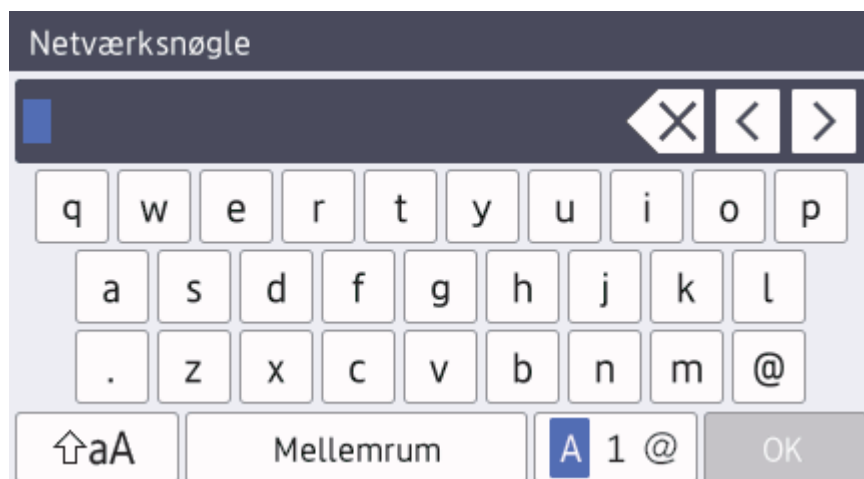 Netværksnøgle
q w e r t y u i o p
a s d f g h j k l
. z x c v b n m @
aA Mellemrum A 1 @ OK